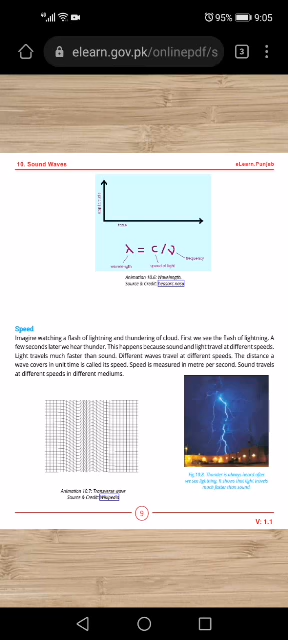 95% 9:05
elearn.gov.pk/onlinepdf/s
3
10. Sound Waves
eLearn.Punjab
λ = c/ν
wavelength
speed of light
frequency
Animation 10.6: Wavelength
Source & Credit:
Speed
Imagine watching a flash of lightning and thundering of cloud. First we see the flash of lightning. A
few seconds later we hear thunder. This happens because sound and light travel at different speeds.
Light travels much faster than sound. Different waves travel at different speeds. The distance a
wave covers in unit time is called its speed. Speed is measured in metre per second. Sound travels
at different speeds in different mediums.
Animation 10.7: Transverse wave
Source & Credit: Wikipedia
Fig 10.8: Thunder is always heard after
we see lightning. It shows that light travels
much faster than sound
9
V: 1.1